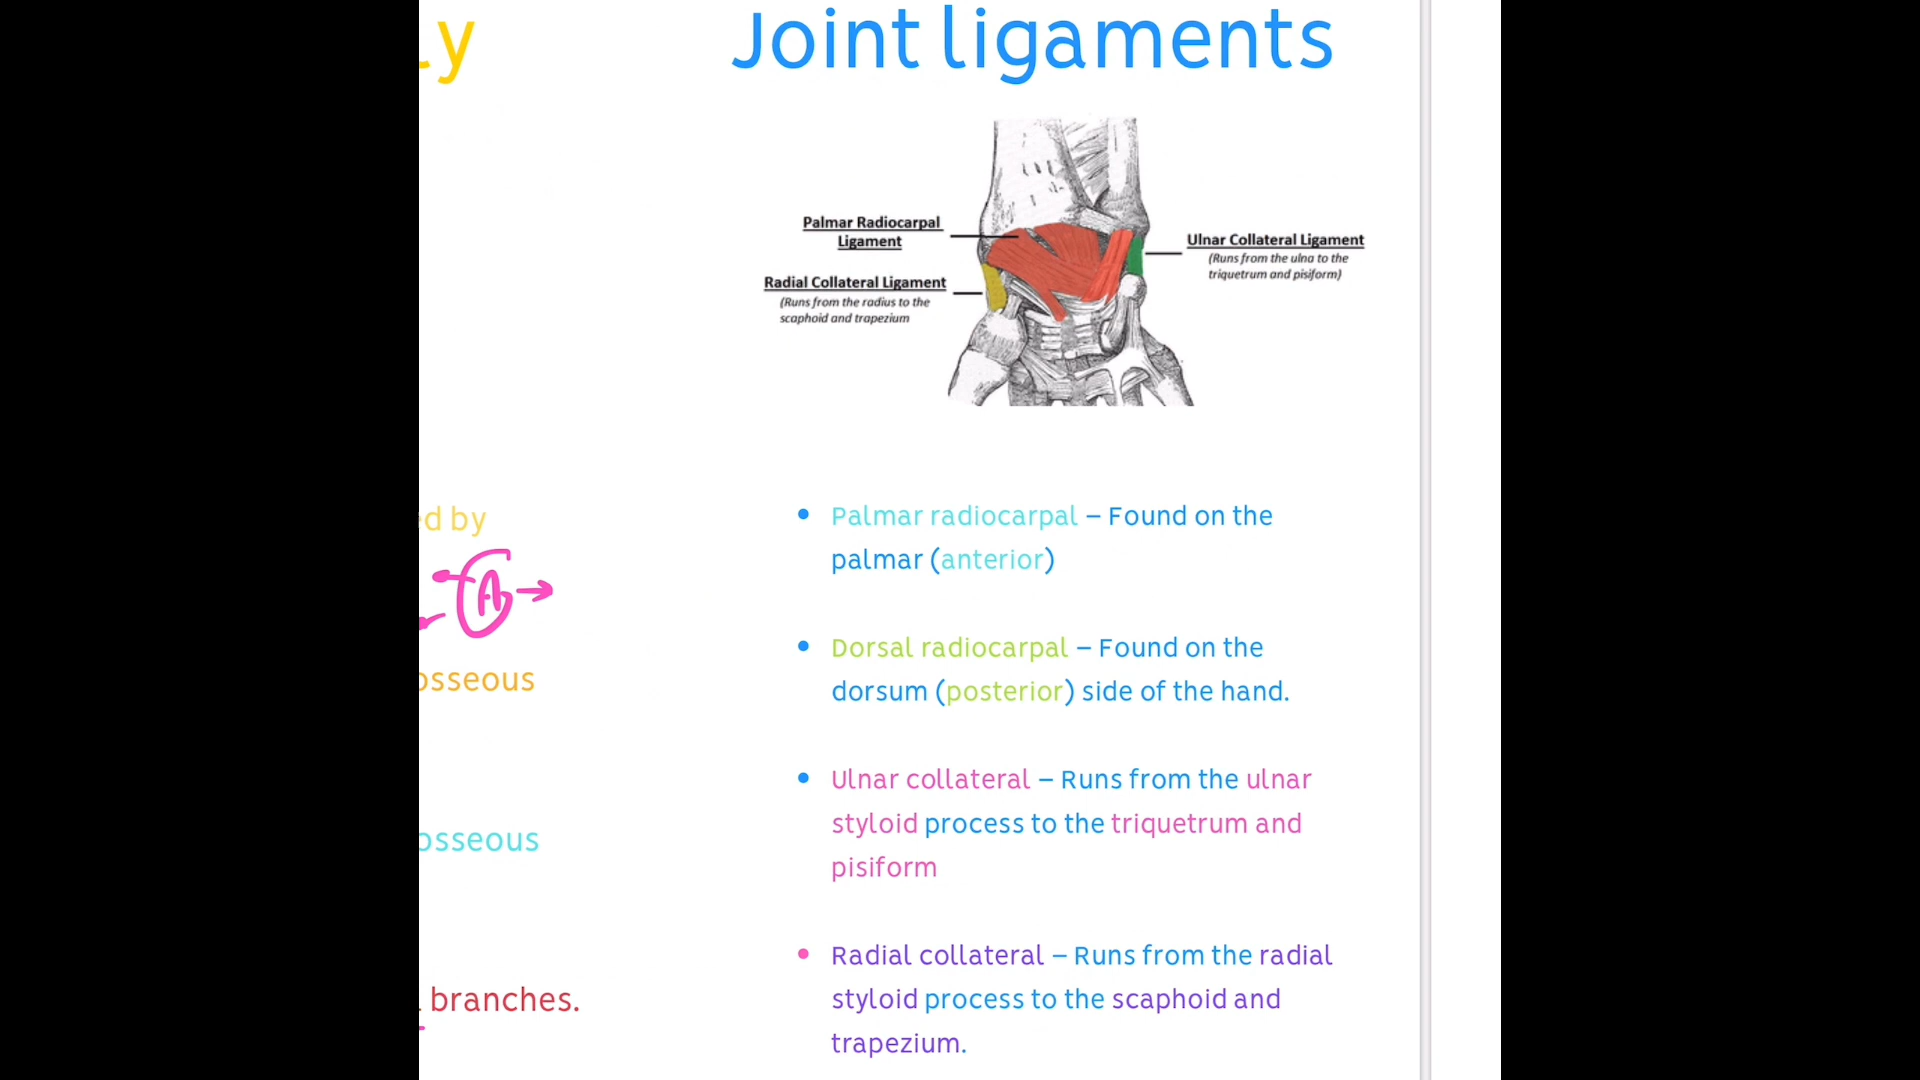 ly
Joint ligaments
Palmar Radiocarpal
Ligament
Radial Collateral Ligament
(Runs from the radius to the
scaphoid and trapezium
Ulnar Collateral Ligament
(Runs from the ulna to the
triquetrum and pisiform)
ed by
A
osseous
osseous
branches.
• Palmar radiocarpal – Found on the
palmar (anterior)
• Dorsal radiocarpal – Found on the
dorsum (posterior) side of the hand.
• Ulnar collateral – Runs from the ulnar
styloid process to the triquetrum and
pisiform
• Radial collateral – Runs from the radial
styloid process to the scaphoid and
trapezium.